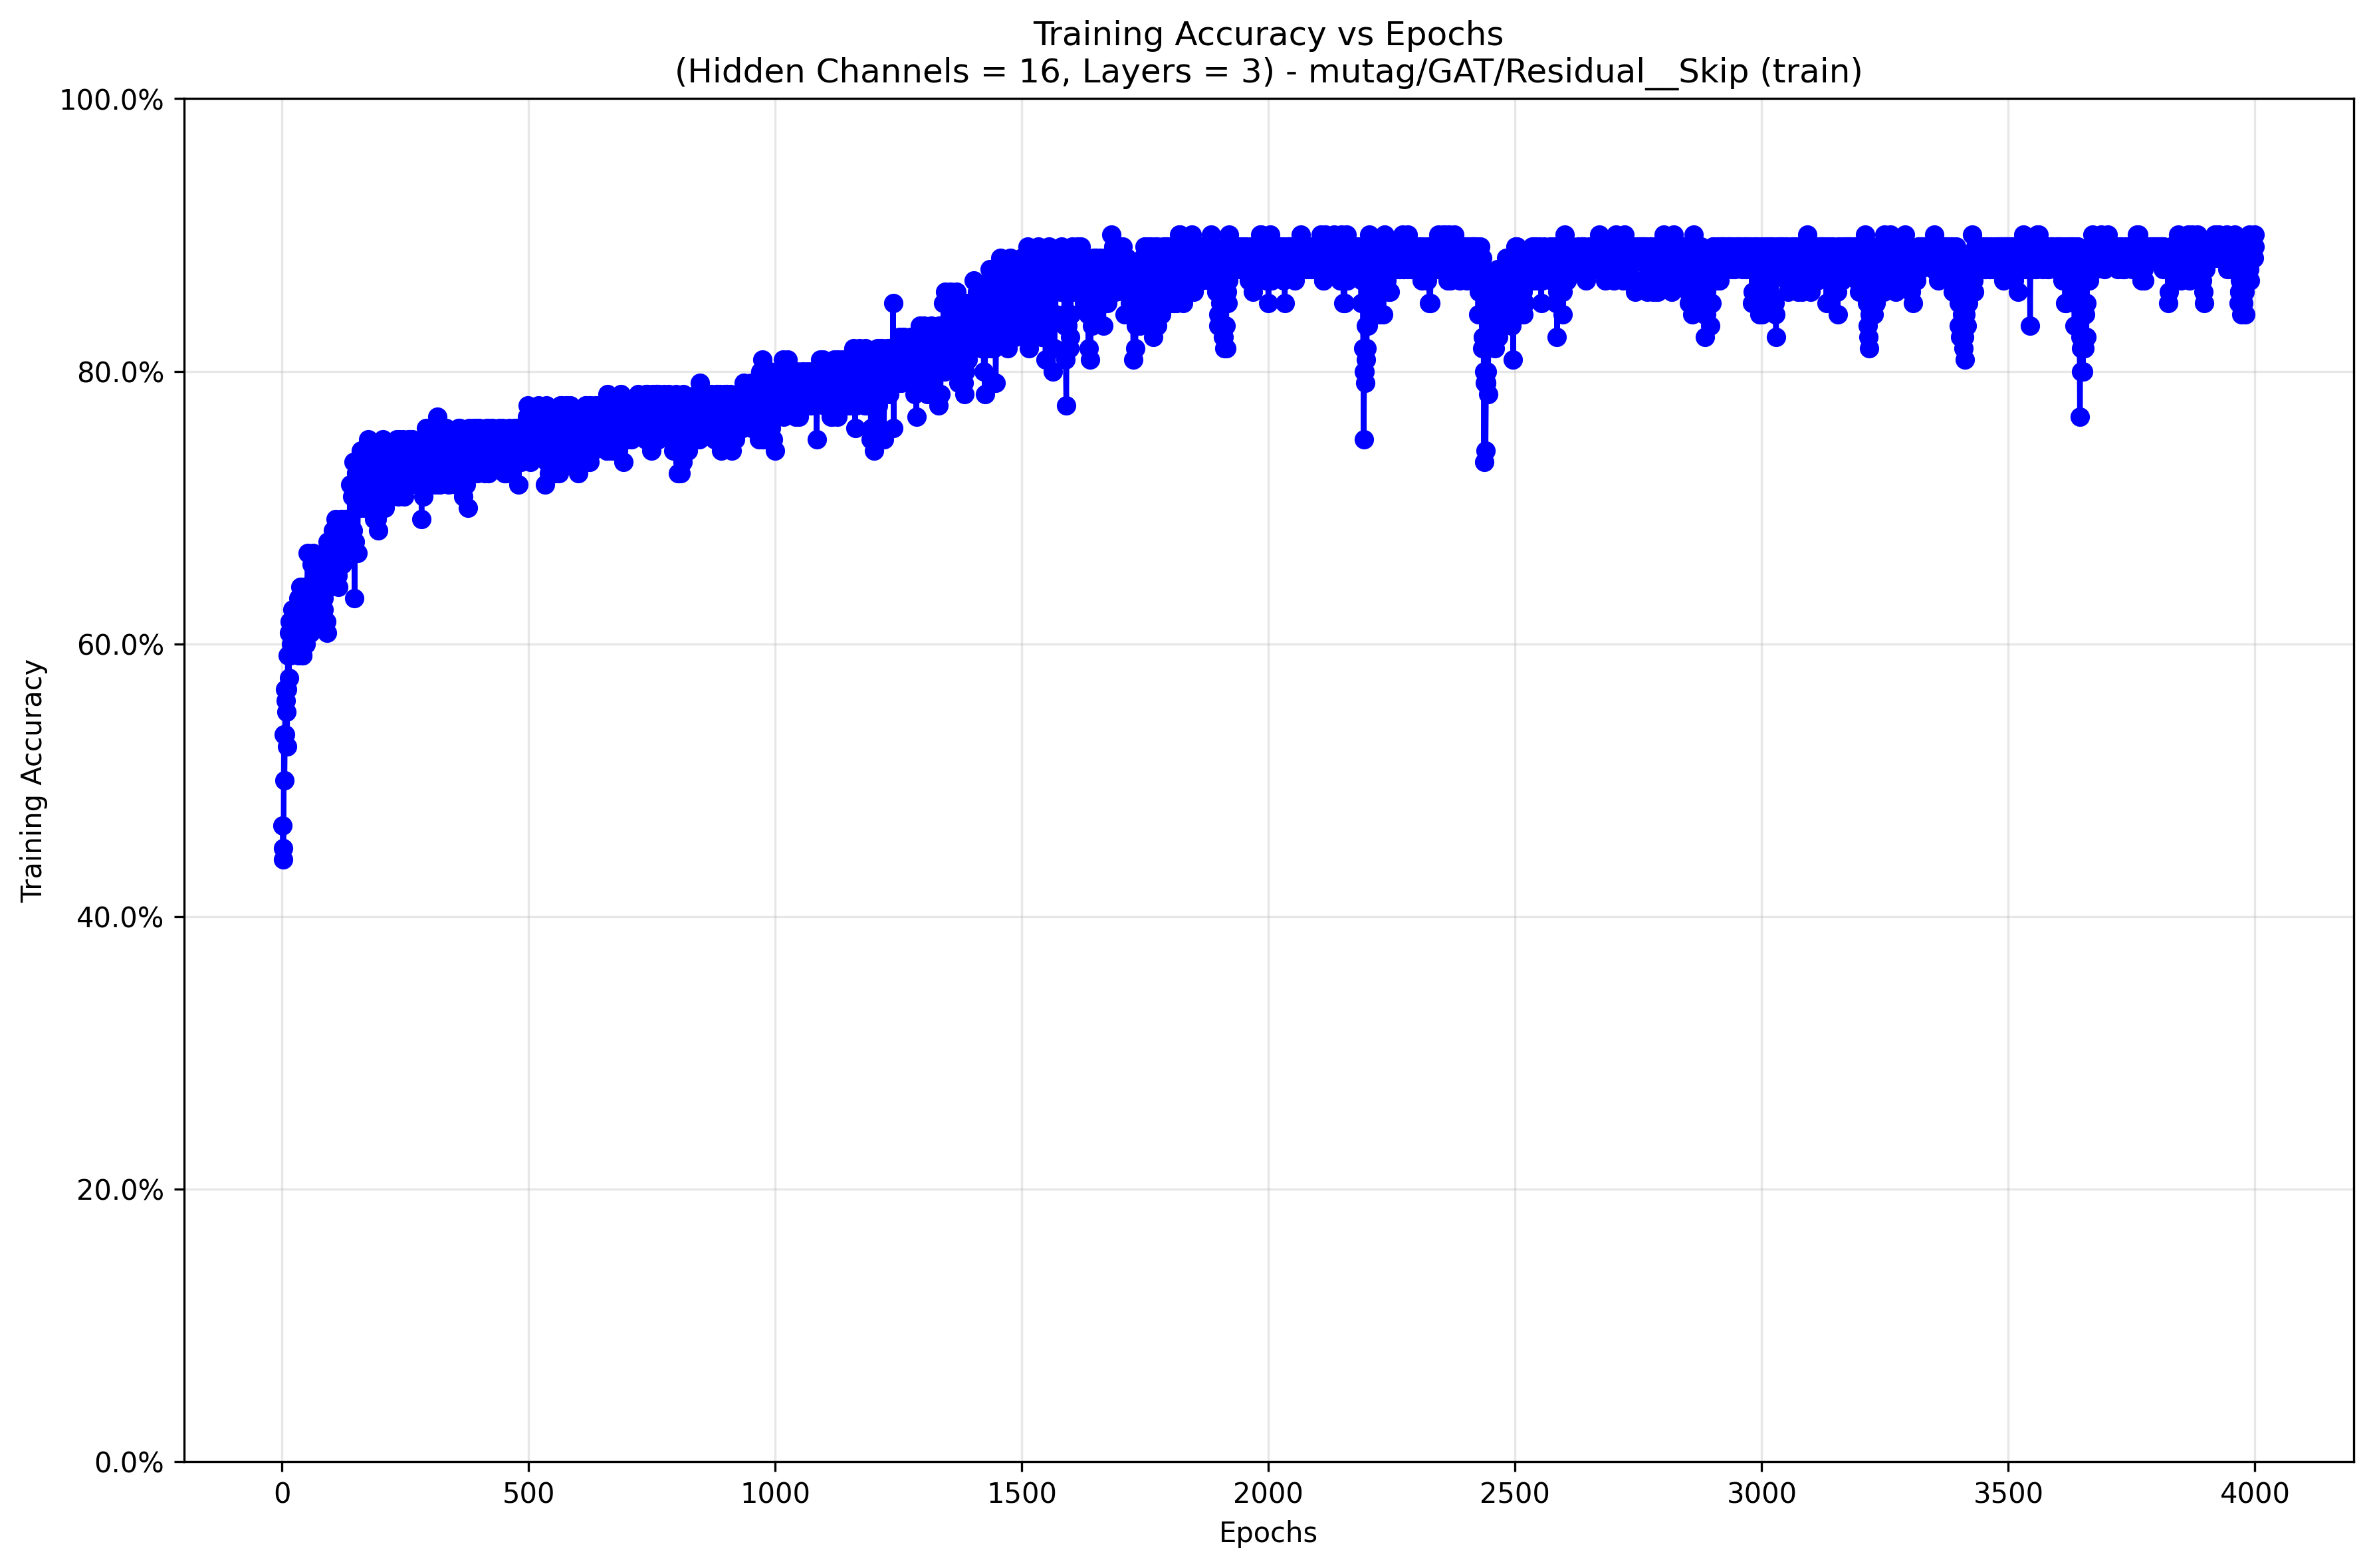 Training Accuracy vs Epochs
(Hidden Channels = 16, Layers = 3) - mutag/GAT/Residual__Skip (train)
100.0%
80.0%
60.0%
40.0%
20.0%
0.0%
Training Accuracy
0 500 1000 1500 2000 2500 3000 3500 4000
Epochs